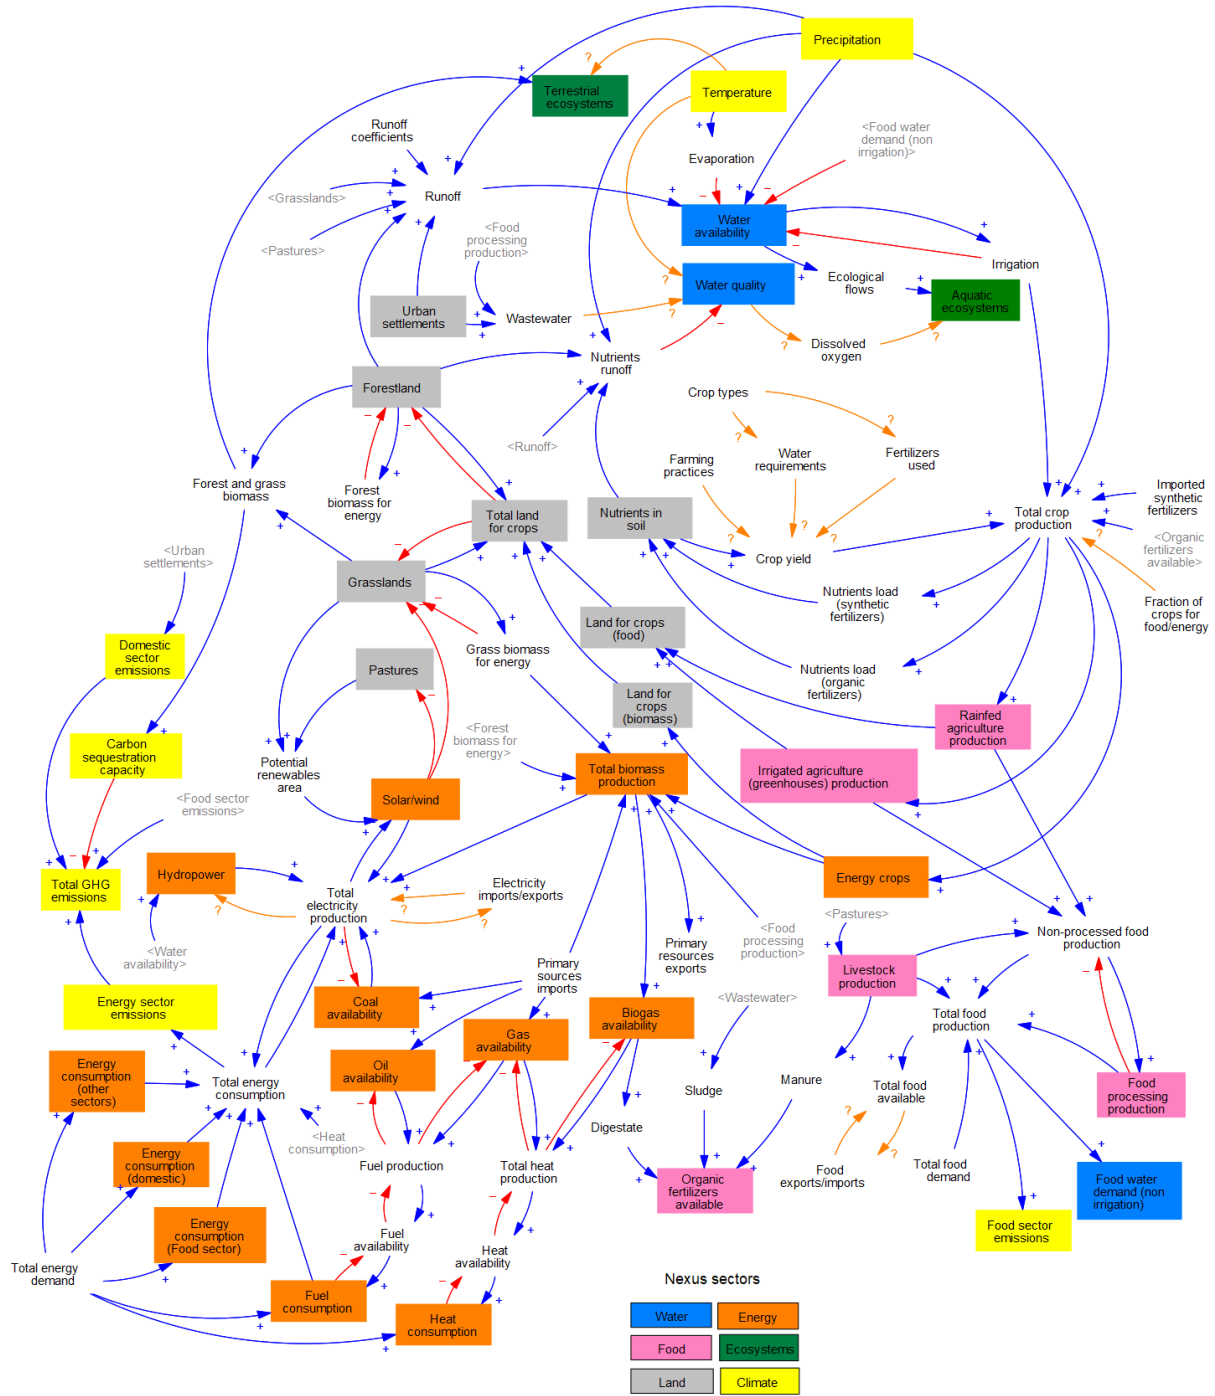 Precipitation
Terrestrial
ecosystems
Temperature
Runoff
coefficients
<Food water
demand (non
irrigation)>
Evaporation
<Grasslands>
Runoff
Water
availability
<Food
processing
production>
<Pastures>
Irrigation
Water quality
Ecological
flows
Aquatic
ecosystems
Urban
settlements
Wastewater
Dissolved
oxygen
Nutrients
runoff
Forestland
Crop types
<Runoff>
Water
requirements
Fertilizers
used
Farming
practices
Forest and grass
biomass
Forest
biomass for
energy
Imported
synthetic
fertilizers
Total land
for crops
Nutrients in
soil
Total crop
production
<Organic
fertilizers
available>
<Urban
settlements>
Crop yield
Grasslands
Nutrients load
(synthetic
fertilizers)
Fraction of
crops for
food/energy
Land for crops
(food)
Domestic
sector
emissions
Grass biomass
for energy
Pastures
Nutrients load
(organic
fertilizers)
Land for
crops
(biomass)
Rainfed
agriculture
production
Carbon
sequestration
capacity
<Forest
biomass for
energy>
Potential
renewables
area
Total biomass
production
Irrigated agriculture
(greenhouses) production
<Food sector
emissions>
Solar/wind
Total GHG
emissions
Hydropower
Energy crops
Total
electricity
production
Electricity
imports/exports
<Pastures>
<Water
availability>
<Food
processing
production>
Primary
resources
exports
Non-processed food
production
Primary
sources
imports
Livestock
production
Energy sector
emissions
Coal
availability
<Wastewater>
Biogas
availability
Total food
production
Gas
availability
Energy
consumption
(other
sectors)
Oil
availability
Total energy
consumption
Sludge
Manure
Total food
available
Food
processing
production
<Heat
consumption>
Digestate
Energy
consumption
(domestic)
Fuel production
Total heat
production
Organic
fertilizers
available
Food
exports/imports
Total food
demand
Food water
demand (non
irrigation)
Energy
consumption
(Food sector)
Fuel
availability
Food sector
emissions
Heat
availability
Total energy
demand
Fuel
consumption
Heat
consumption
Nexus sectors
Water
Energy
Food
Ecosystems
Land
Climate